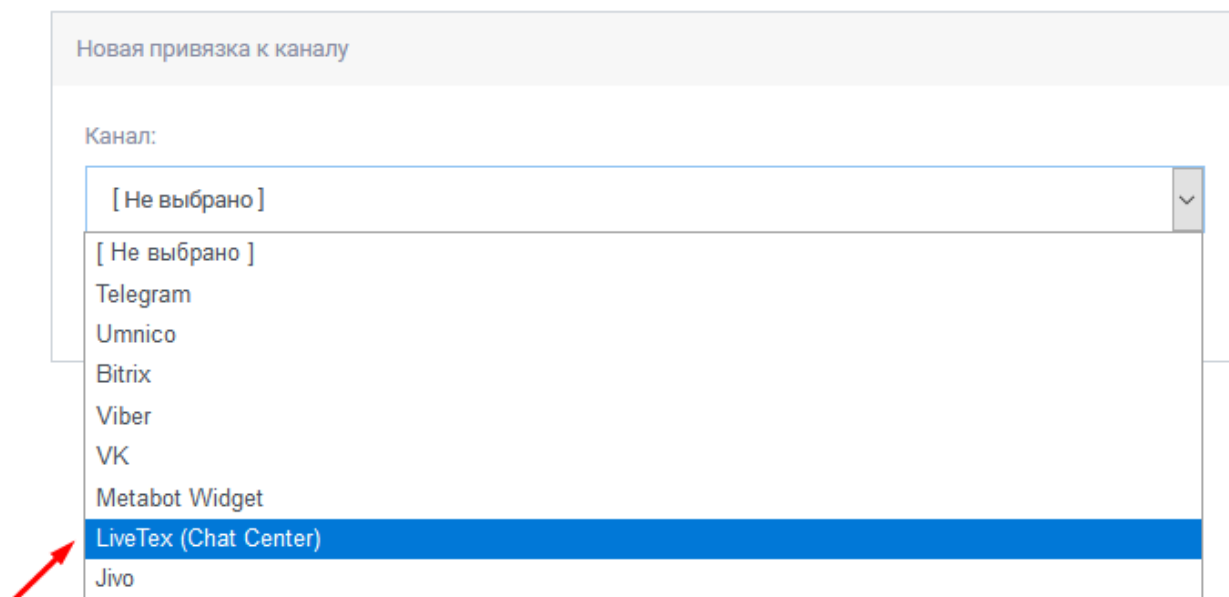 Новая привязка к каналу
Канал:
[ Не выбрано ]
[ Не выбрано ]
Telegram
Umnico
Bitrix
Viber
VK
Metabot Widget
LiveTex (Chat Center)
Jivo